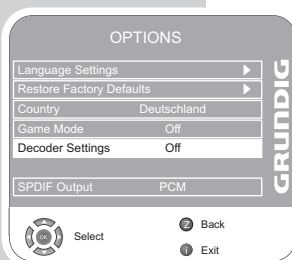 OPTIONS
Language Settings
Restore Factory Defaults
Country Deutschland
Game Mode Off
Decoder Settings Off
SPDIF Output PCM
GRUNDIG
OK
Select
Z Back
i Exit